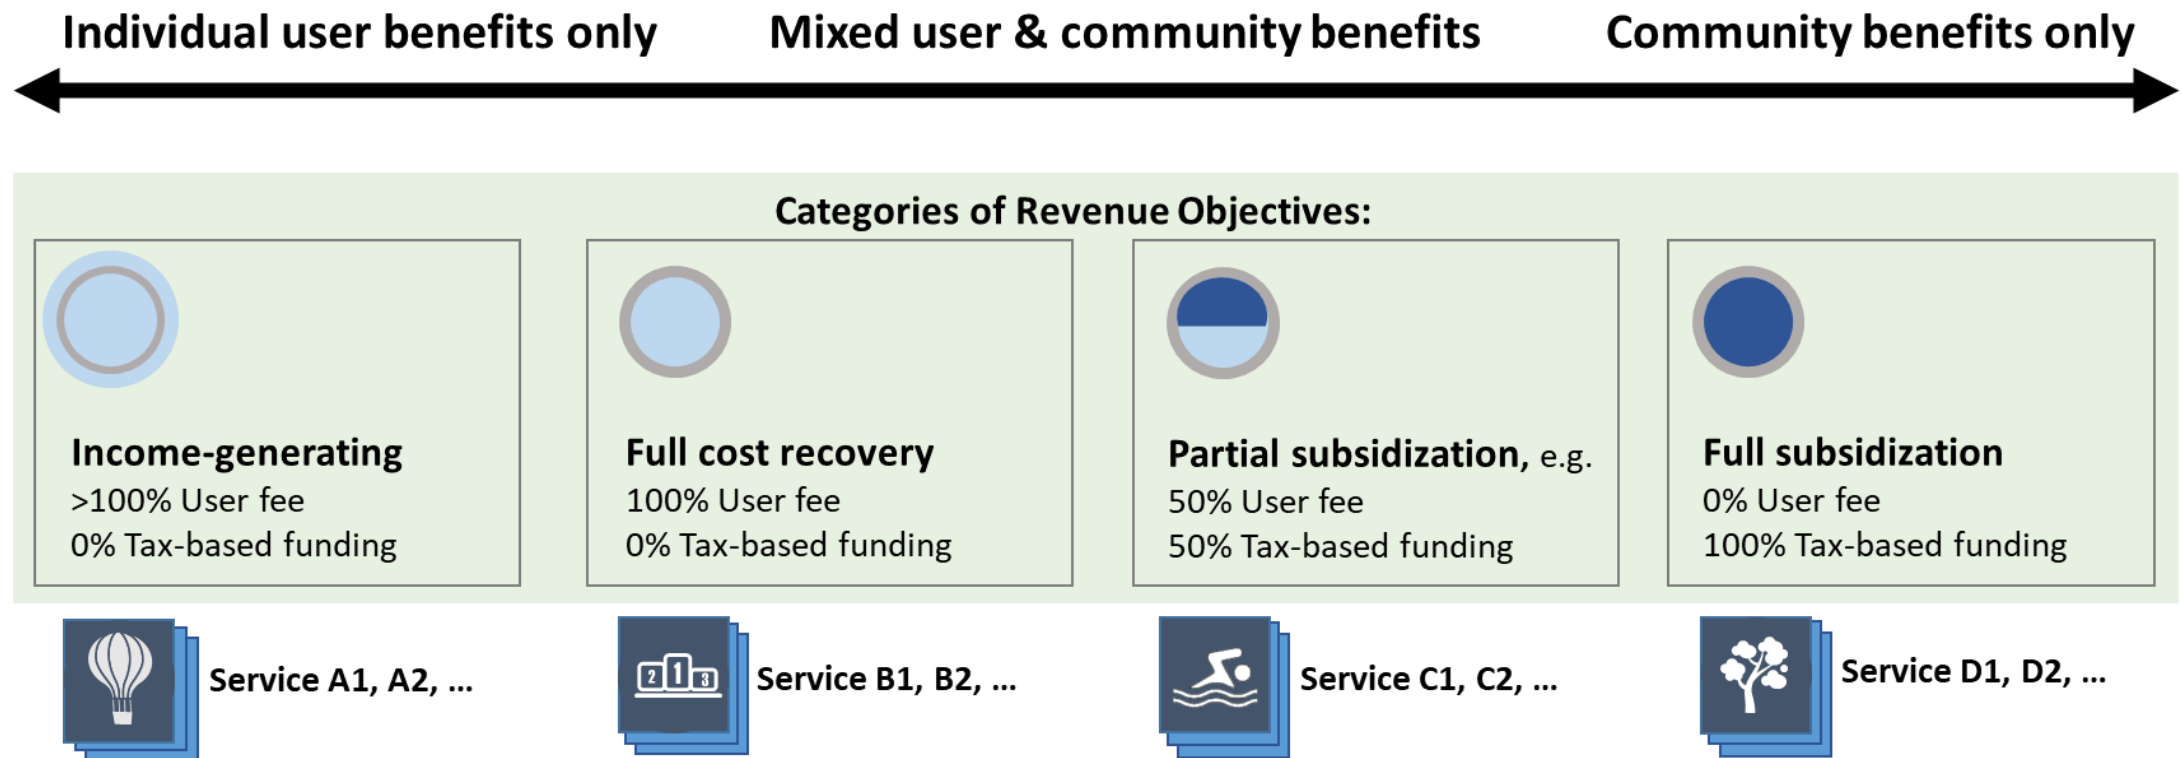 Individual user benefits only
Mixed user & community benefits
Community benefits only
Categories of Revenue Objectives:
Income-generating
>100% User fee
0% Tax-based funding
Full cost recovery
100% User fee
0% Tax-based funding
Partial subsidization, e.g.
50% User fee
50% Tax-based funding
Full subsidization
0% User fee
100% Tax-based funding
Service A1, A2, ...
2 1 3
Service B1, B2, ...
Service C1, C2, ...
Service D1, D2, ...